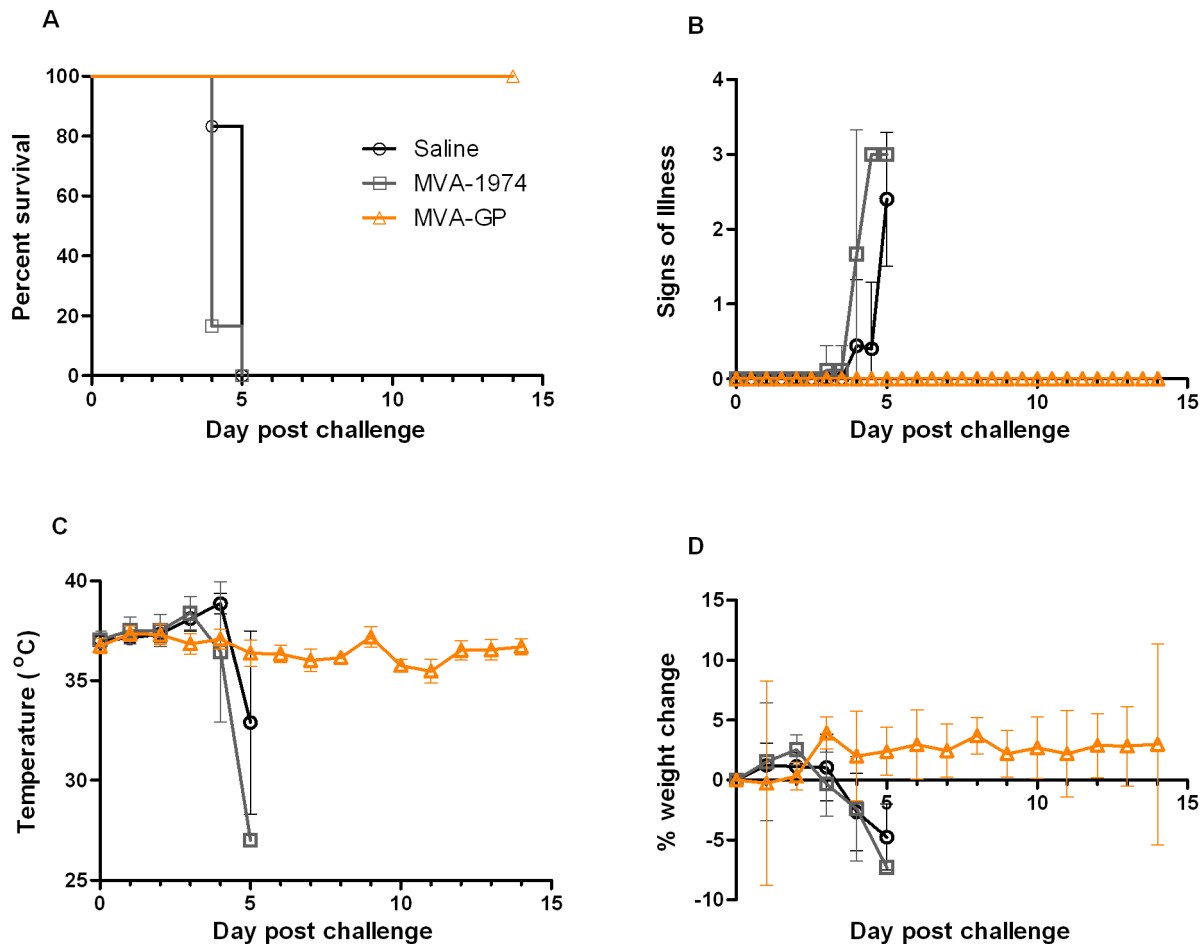 A
Percent survival
100
80
60
40
20
0
0 5 10 15
Day post challenge
Saline
MVA-1974
MVA-GP
B
Signs of Illness
4
3
2
1
0
0 5 10 15
Day post challenge
C
Temperature (°C)
40
35
30
25
0 5 10 15
Day post challenge
D
% weight change
15
10
5
0
-5
-10
5 10 15
Day post challenge